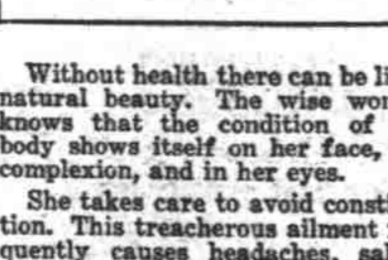 Without health there can be li
natural beauty. The wise wom
knows that the condition of
body shows itself on her face,
complexion, and in her eyes.
She takes care to avoid consti
tion. This treacherous ailment
quently causes headaches, sal